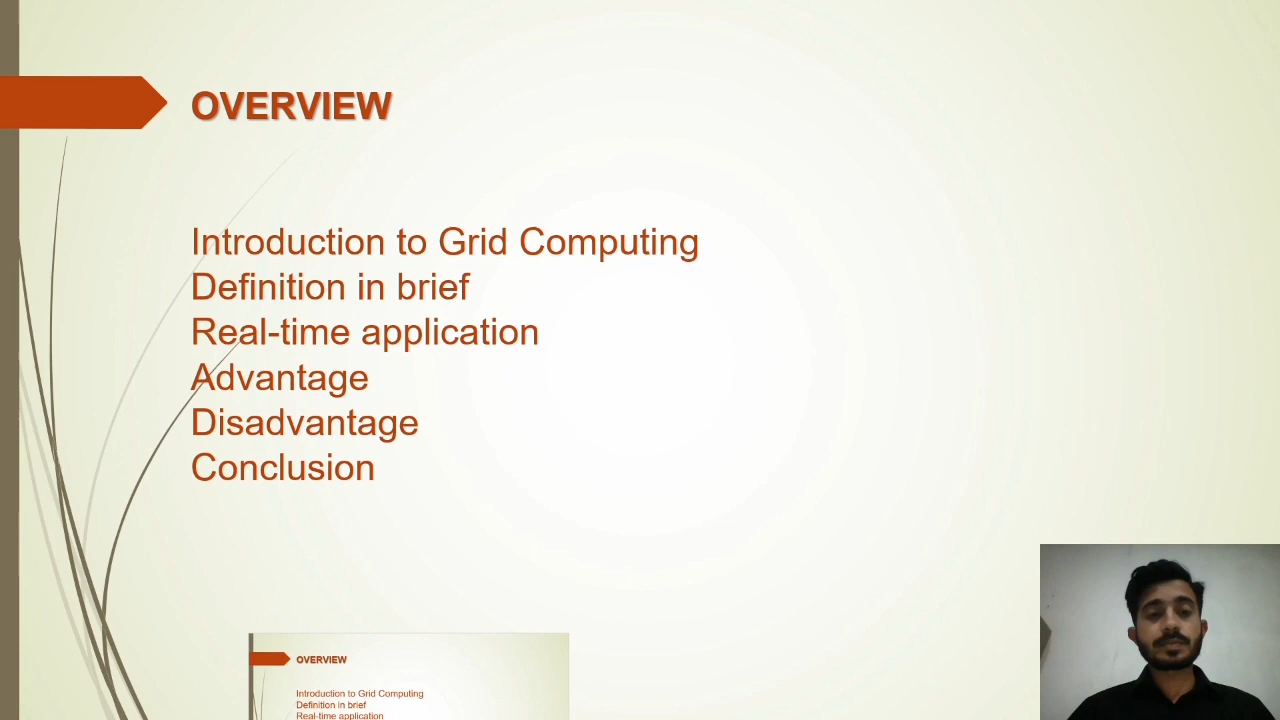 OVERVIEW
Introduction to Grid Computing
Definition in brief
Real-time application
Advantage
Disadvantage
Conclusion
OVERVIEW
Introduction to Grid Computing
Definition in brief
Real-time application